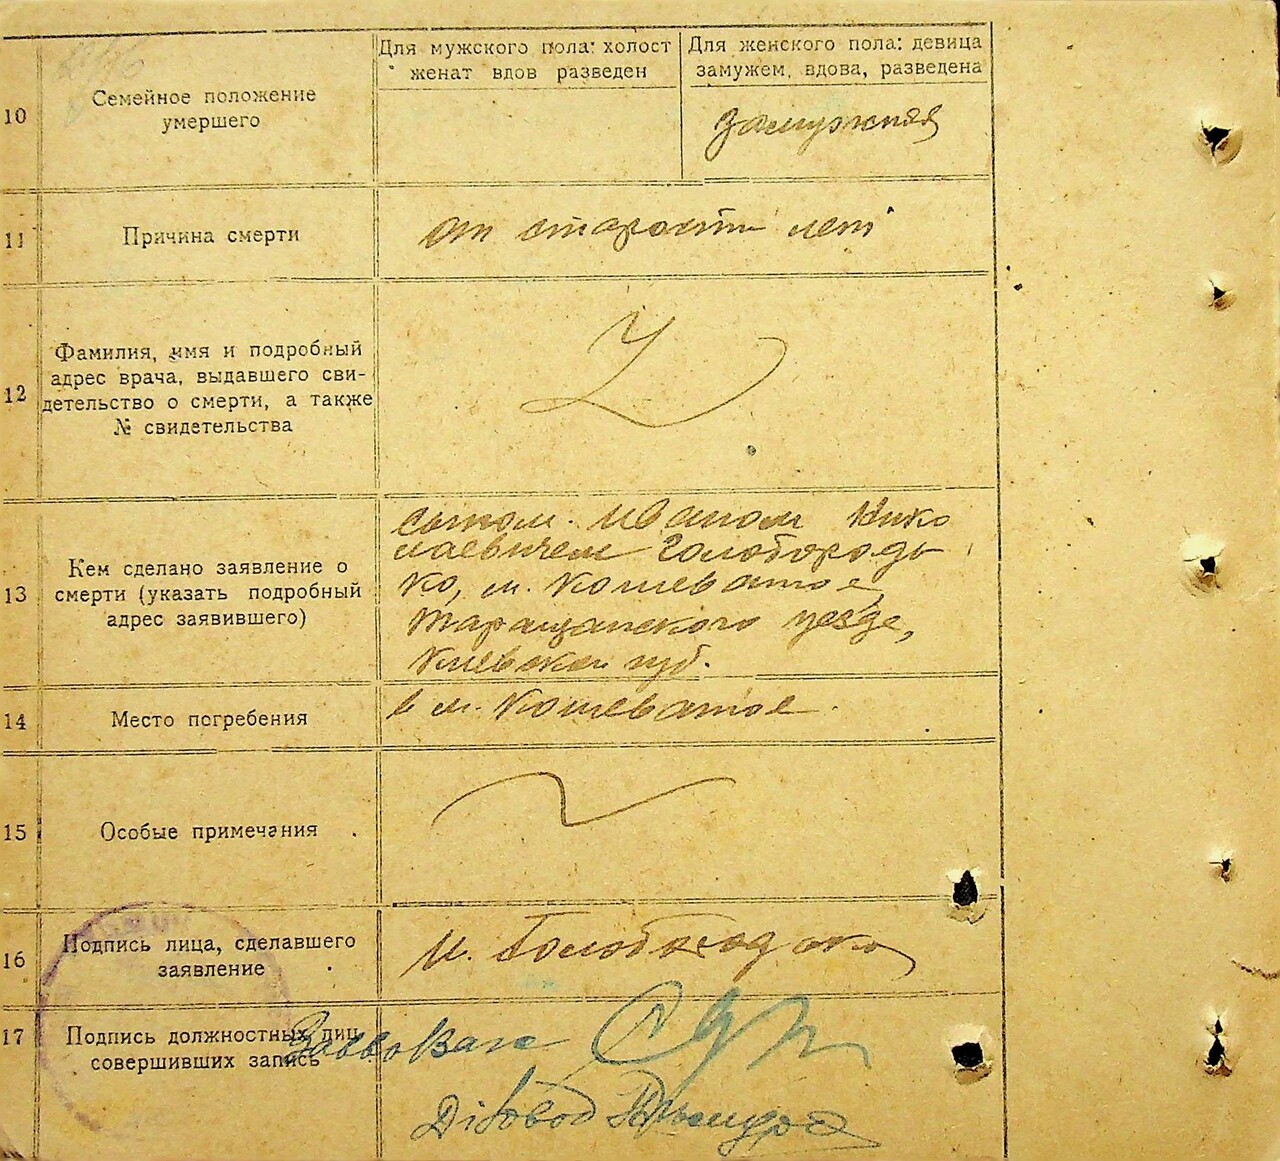 10
Семейное положение
умершего
Для мужского пола: холост
женат вдов разведен
Для женского пола: девица
замужем, вдова, разведена
замужняя
11
Причина смерти
от старости лет
12
Фамилия, имя и подробный
адрес врача, выдавшего сви-
детельство о смерти, а также
№ свидетельства
13
Кем сделано заявление о
смерти (указать подробный
адрес заявившего)
сыном Иваном Нико
лаевичем Голобородь
ко, м. Кошеватое,
Таращанского уезде,
Киевской губ.
14
Место погребения
в м. Кошеватое.
15
Особые примечания
16
Подпись лица, сделавшего
заявление
И. Голобородько
17
Подпись должностных лиц
совершивших запись
Діловод